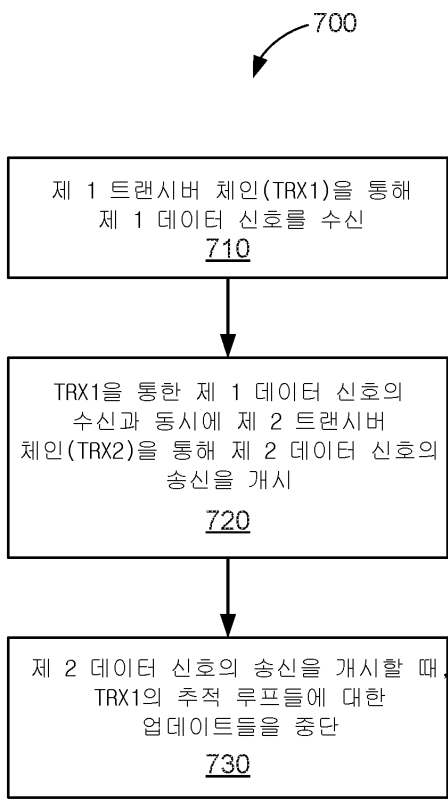 700
제 1 트랜시버 체인(TRX1)을 통해
제 1 데이터 신호를 수신
710
TRX1을 통한 제 1 데이터 신호의
수신과 동시에 제 2 트랜시버
체인(TRX2)을 통해 제 2 데이터 신호의
송신을 개시
720
제 2 데이터 신호의 송신을 개시할 때,
TRX1의 추적 루프들에 대한
업데이트들을 중단
730